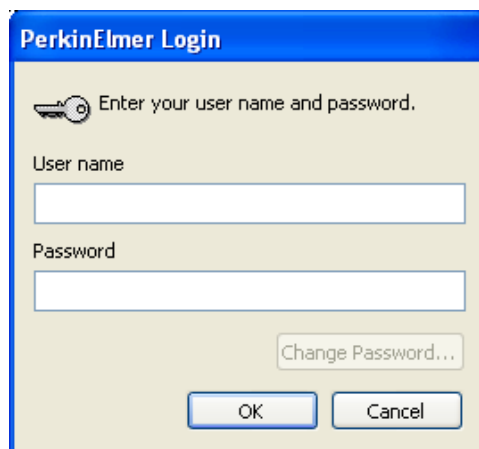 PerkinElmer Login
Enter your user name and password.
User name
Password
Change Password...
OK Cancel